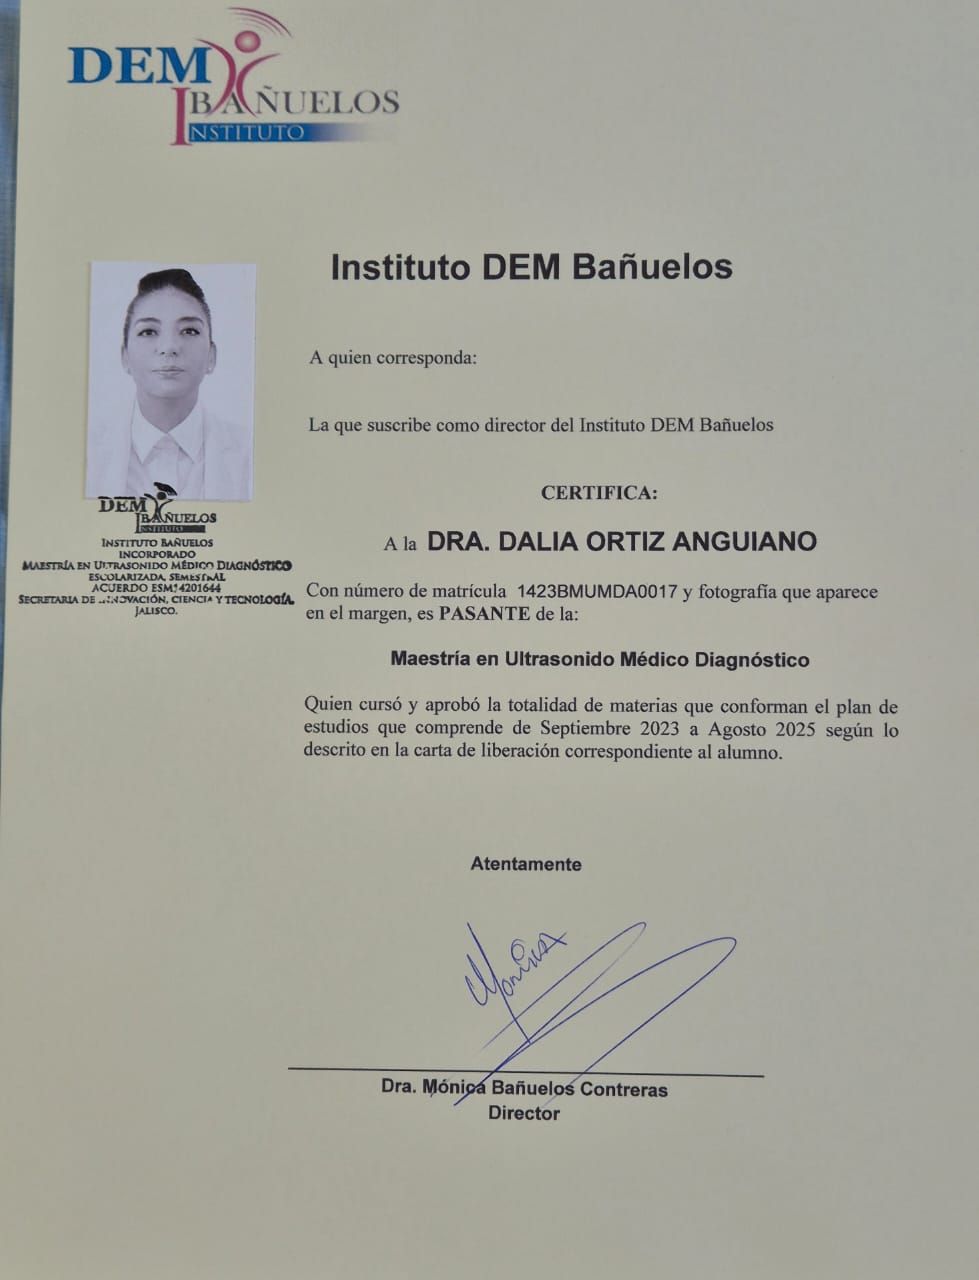 DEM
BAÑUELOS
INSTITUTO
Instituto DEM Bañuelos
A quien corresponda:
La que suscribe como director del Instituto DEM Bañuelos
CERTIFICA:
A la DRA. DALIA ORTIZ ANGUIANO
Con número de matrícula 1423BMUMDA0017 y fotografía que aparece
en el margen, es PASANTE de la:
Maestría en Ultrasonido Médico Diagnóstico
Quien cursó y aprobó la totalidad de materias que conforman el plan de
estudios que comprende de Septiembre 2023 a Agosto 2025 según lo
descrito en la carta de liberación correspondiente al alumno.
DEM
BAÑUELOS
INSTITUTO
INSTITUTO BAÑUELOS
INCORPORADO
MAESTRÍA EN ULTRASONIDO MÉDICO DIAGNÓSTICO
ESCOLARIZADA, SEMESTRAL
ACUERDO ESM14201644
SECRETARIA DE CIENCIA Y TECNOLOGÍA,
JALISCO.
Atentamente
Monica
Dra. Mónica Bañuelos Contreras
Director